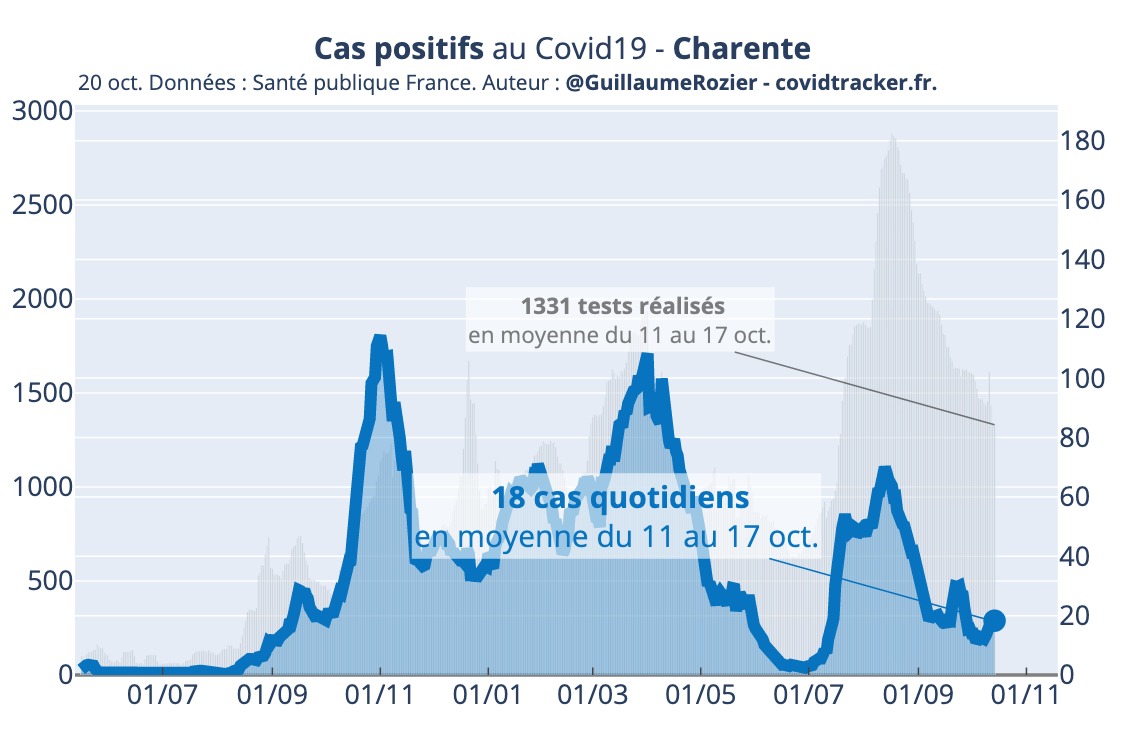 Cas positifs au Covid19 - Charente
20 oct. Données : Santé publique France. Auteur : @GuillaumeRozier - covidtracker.fr.
3000
2500
2000
1500
1000
500
0
180
160
140
120
100
80
60
40
20
0
1331 tests réalisés
en moyenne du 11 au 17 oct.
18 cas quotidiens
en moyenne du 11 au 17 oct.
01/07 01/09 01/11 01/01 01/03 01/05 01/07 01/09 01/11